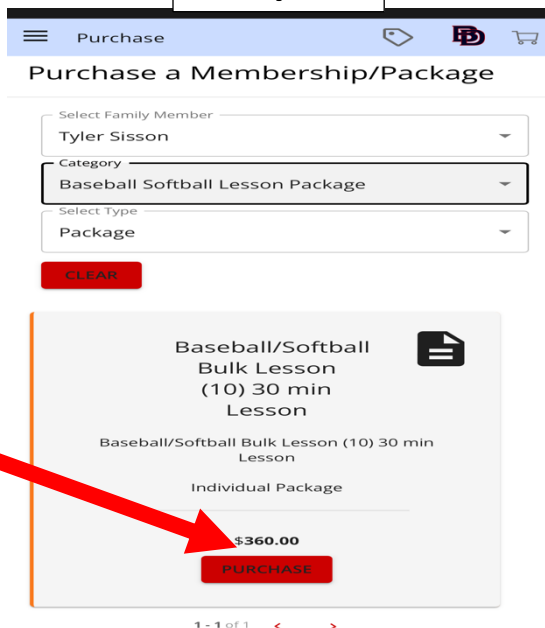 Purchase
Purchase a Membership/Package
Select Family Member
Tyler Sisson
Category
Baseball Softball Lesson Package
Select Type
Package
CLEAR
Baseball/Softball
Bulk Lesson
(10) 30 min
Lesson
Baseball/Softball Bulk Lesson (10) 30 min
Lesson
Individual Package
$360.00
PURCHASE
1 - 1 of 1